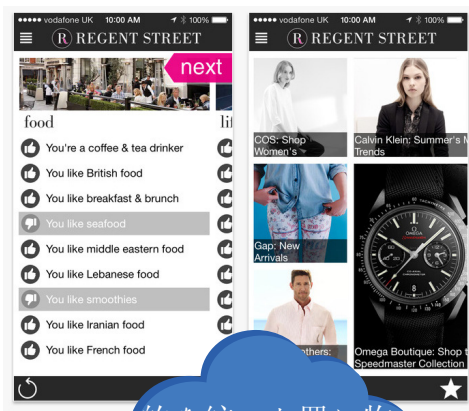 vodafone UK 10:00 AM 100%
R REGENT STREET
next
food
You're a coffee & tea drinker
You like British food
You like breakfast & brunch
You like seafood
You like middle eastern food
You like Lebanese food
You like smoothies
You like Iranian food
You like French food
vodafone UK 10:00 AM 100%
R REGENT STREET
COS: Shop
Women's
Calvin Klein: Summer's
Trends
Gap: New
Arrivals
OMEGA
Omega Boutique: Shop
Speedmaster Collection